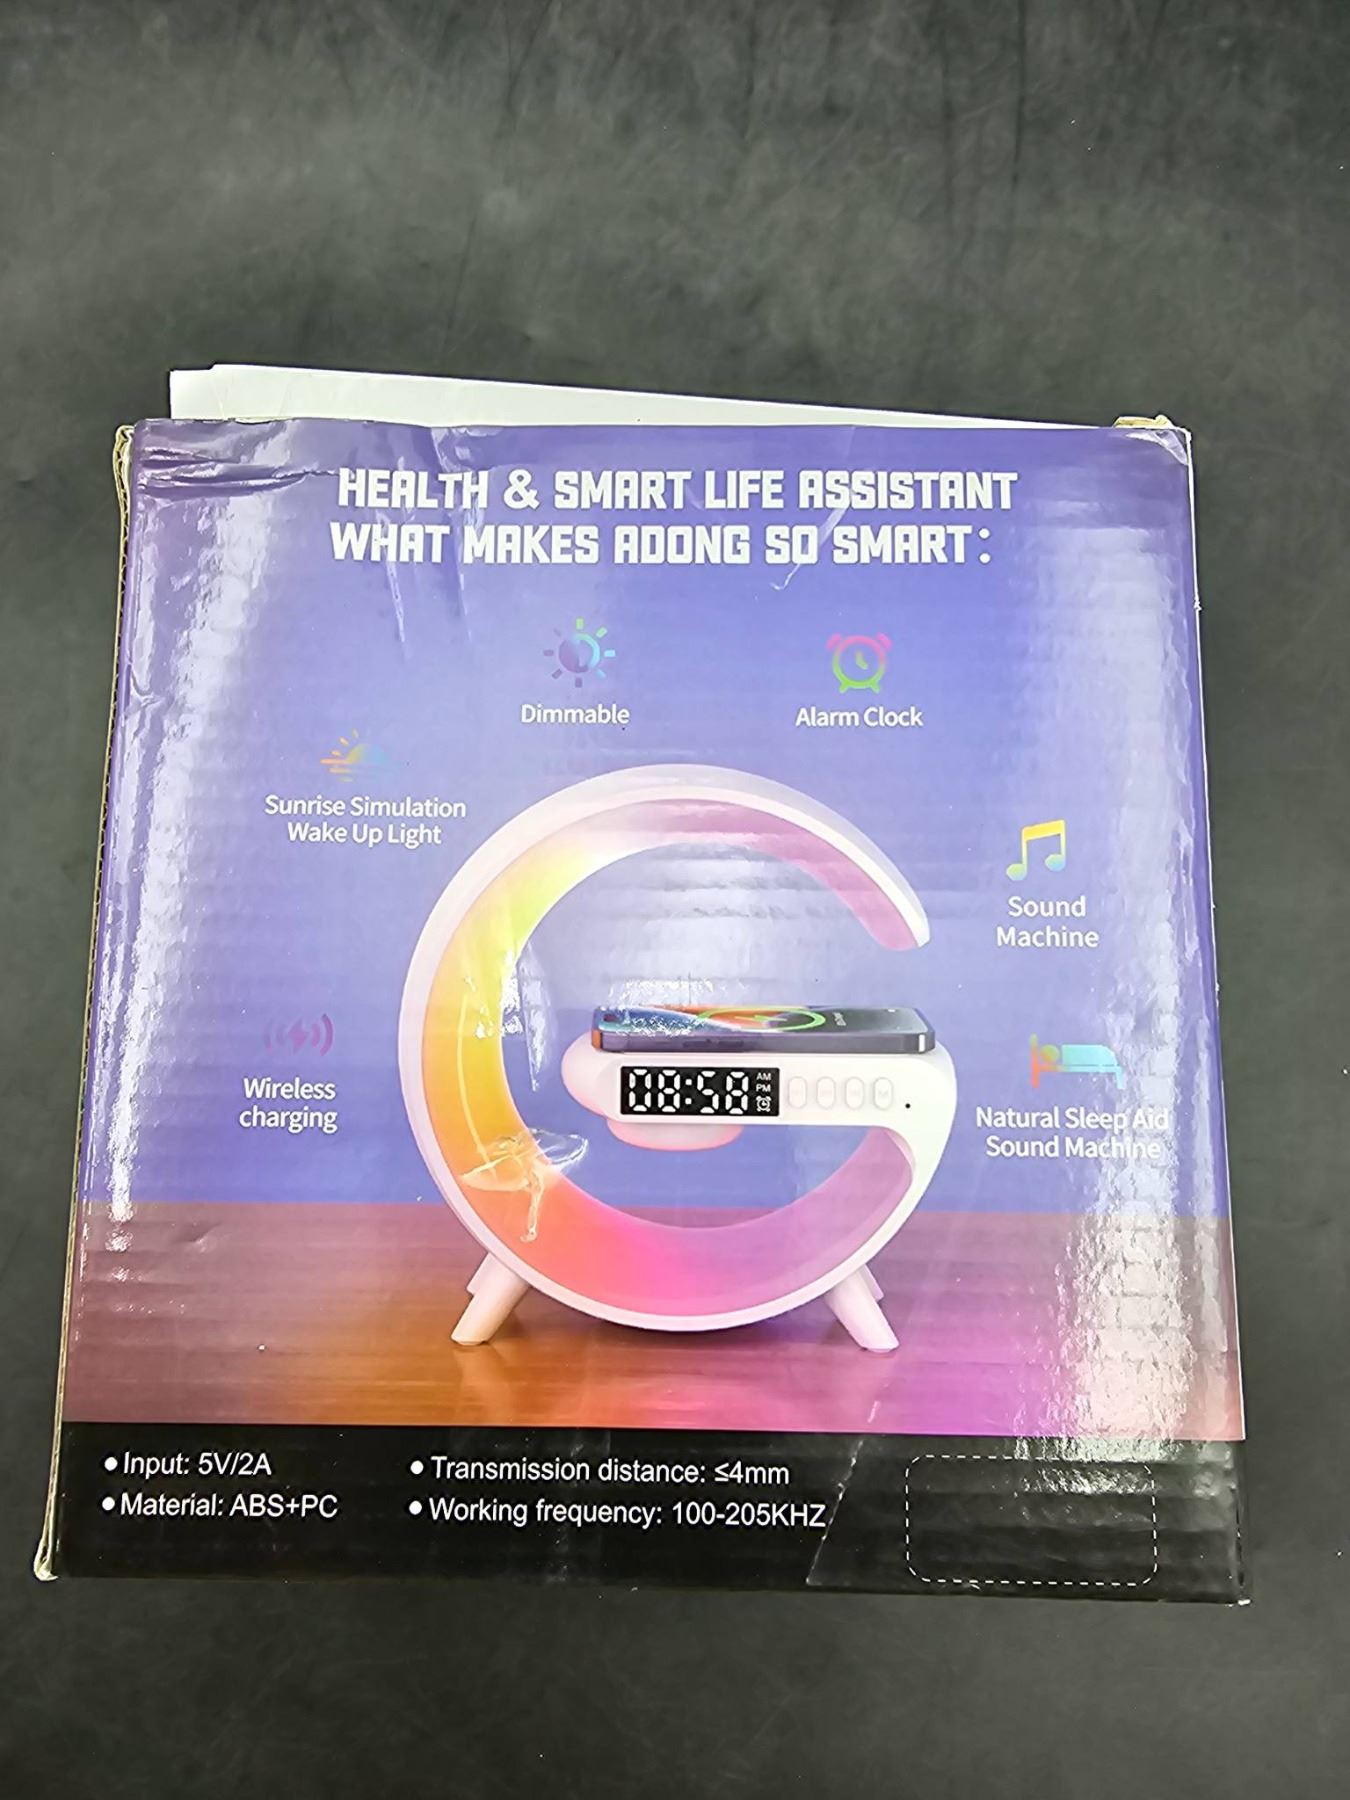 HEALTH & SMART LIFE ASSISTANT
WHAT MAKES ADONG SO SMART:
Dimmable
Alarm Clock
Sunrise Simulation
Wake Up Light
Sound
Machine
08:58
AM
PM
Wireless
charging
Natural Sleep Aid
Sound Machine
•Input: 5V/2A
•Material: ABS+PC
•Transmission distance: ≤4mm
•Working frequency: 100-205KHZ